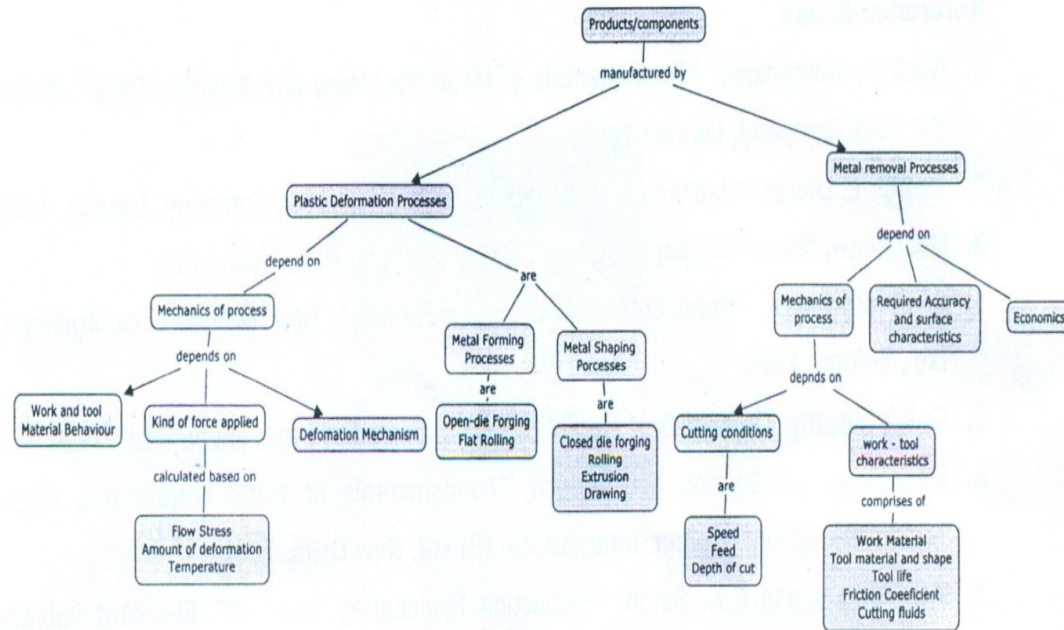 Products/components
manufactured by
Metal removal Processes
Plastic Deformation Processes
depend on
depend on
are
Mechanics of process
Mechanics of
process
Required Accuracy
and surface
characteristics
Economics
Metal Forming
Processes
Metal Shaping
Porcesses
depends on
are
are
depnds on
Work and tool
Material Behaviour
Kind of force applied
Defomation Mechanism
Open-die Forging
Flat Rolling
Closed die forging
Rolling
Extrusion
Drawing
Cutting conditions
work - tool
characteristics
calculated based on
are
comprises of
Flow Stress
Amount of deformation
Temperature
Speed
Feed
Depth of cut
Work Material
Tool material and shape
Tool life
Friction Coeeficient
Cutting fluids